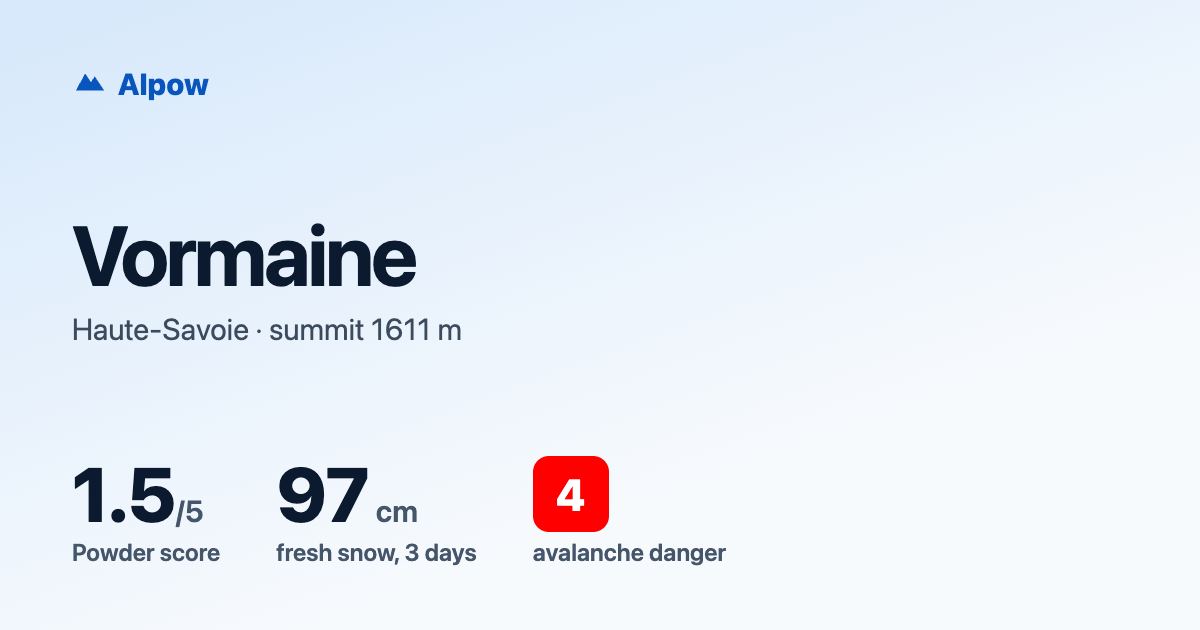 Alpow
Vormaine
Haute-Savoie · summit 1611 m
1.5/5 97 cm 4
Powder score fresh snow, 3 days avalanche danger